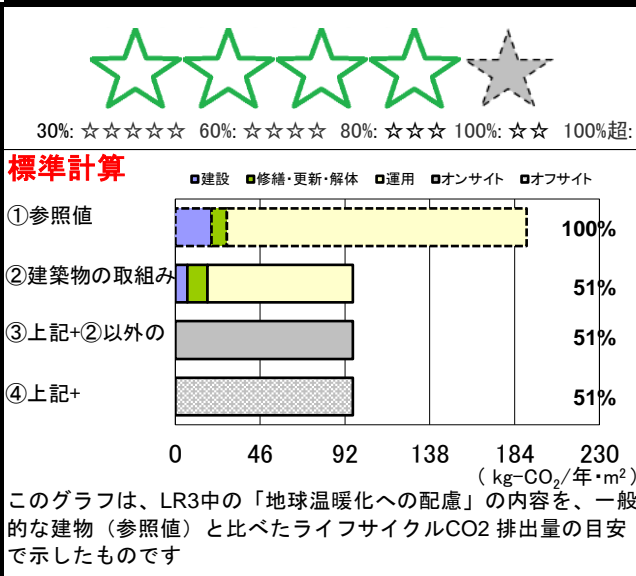 30%: ☆☆☆☆☆ 60%: ☆☆☆☆ 80%: ☆☆☆ 100%: ☆☆ 100%超:
標準計算
■建設 ■修繕・更新・解体 □運用 ■オンサイト □オフサイト
①参照値 100%
②建築物の取組み 51%
③上記+②以外の 51%
④上記+ 51%
0 46 92 138 184 230
( kg-CO₂/年・m²)
このグラフは、LR3中の「地球温暖化への配慮」の内容を、一般
的な建物（参照値）と比べたライフサイクルCO2 排出量の目安
で示したものです